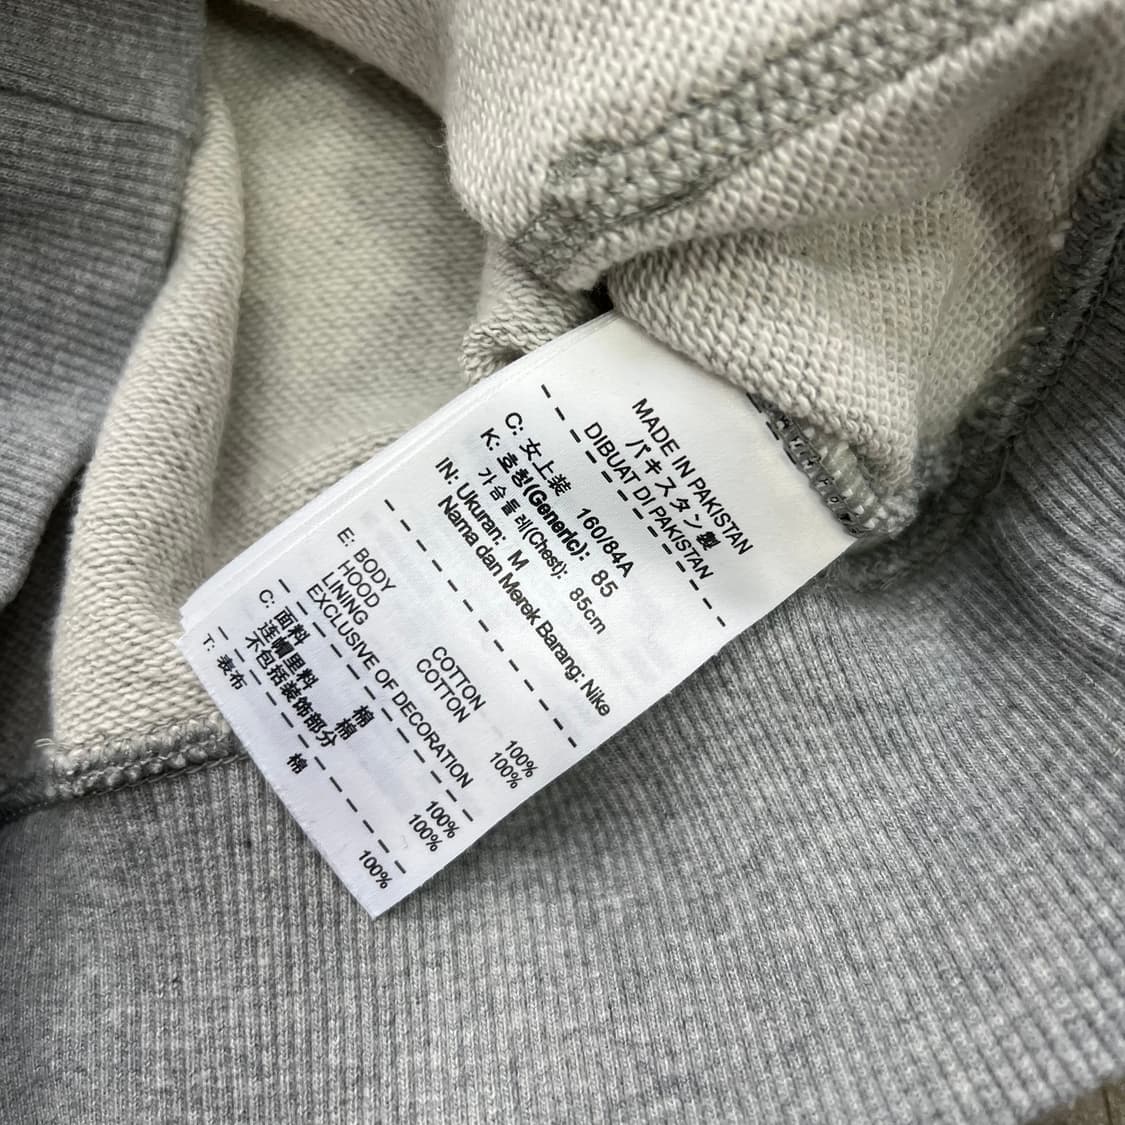 MADE IN PAKISTAN
パキスタン製
DIBUAT DI PAKISTAN
C: 女上装 160/84A
K: 호칭(Generic): 85
가슴둘레(Chest): 85cm
IN: Ukuran: M
Nama dan Merek Barang: Nike
E: BODY COTTON 100%
HOOD COTTON 100%
LINING
EXCLUSIVE OF DECORATION
C: 面料 棉 100%
连帽里料 棉 100%
不包括装饰部分
T: 表布 棉 100%